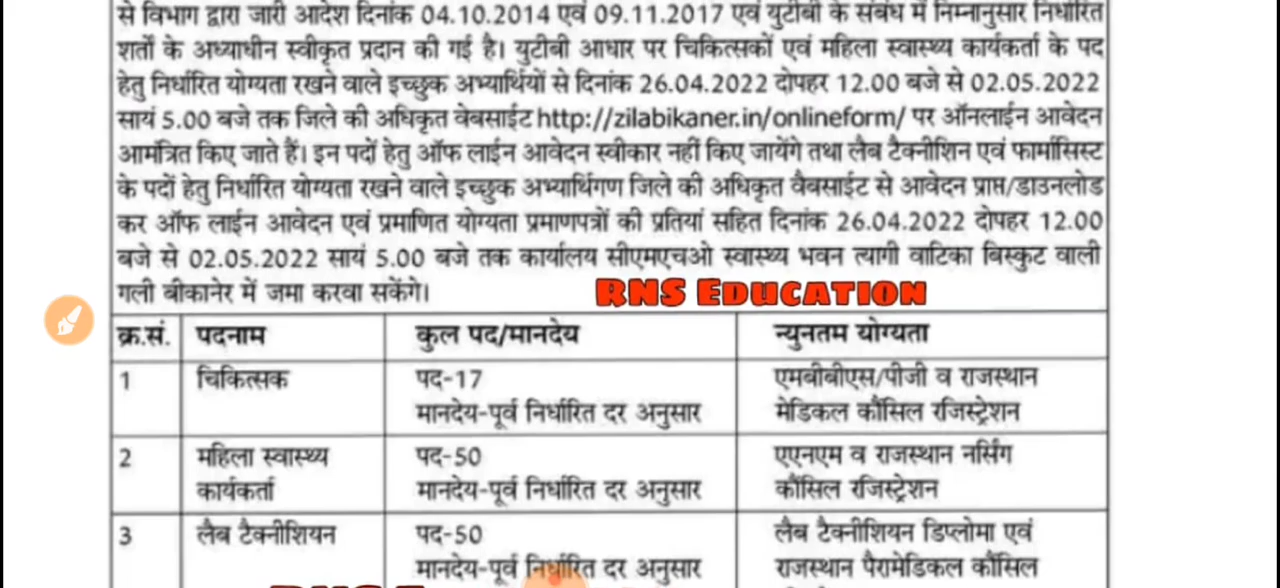 से विभाग द्वारा जारी आदेश दिनांक 04.10.2014 एवं 09.11.2017 एवं युटीबी के संबंध में निम्नानुसार निर्धारित
शर्तों के अध्याधीन स्वीकृत प्रदान की गई है। युटीबी आधार पर चिकित्सकों एवं महिला स्वास्थ्य कार्यकर्ता के पद
हेतु निर्धारित योग्यता रखने वाले इच्छुक अभ्यार्थियों से दिनांक 26.04.2022 दोपहर 12.00 बजे से 02.05.2022
सायं 5.00 बजे तक जिले की अधिकृत वेबसाईट http://zilabikaner.in/onlineform/ पर ऑनलाईन आवेदन
आमंत्रित किए जाते हैं। इन पदों हेतु ऑफ लाईन आवेदन स्वीकार नहीं किए जायेंगे तथा लैब टैक्नीशिन एवं फार्मासिस्ट
के पदों हेतु निर्धारित योग्यता रखने वाले इच्छुक अभ्यार्थिगण जिले की अधिकृत वैबसाईट से आवेदन प्राप्त/डाउनलोड
कर ऑफ लाईन आवेदन एवं प्रमाणित योग्यता प्रमाणपत्रों की प्रतियां सहित दिनांक 26.04.2022 दोपहर 12.00
बजे से 02.05.2022 सायं 5.00 बजे तक कार्यालय सीएमएचओ स्वास्थ्य भवन त्यागी वाटिका बिस्कुट वाली
गली बीकानेर में जमा करवा सकेंगे।
RNS EDUCATION
क्र.सं. पदनाम कुल पद/मानदेय न्युनतम योग्यता
1 चिकित्सक पद-17 एमबीबीएस/पीजी व राजस्थान
मानदेय-पूर्व निर्धारित दर अनुसार मेडिकल कौंसिल रजिस्ट्रेशन
2 महिला स्वास्थ्य पद-50 एएनएम व राजस्थान नर्सिंग
कार्यकर्ता मानदेय-पूर्व निर्धारित दर अनुसार कौंसिल रजिस्ट्रेशन
3 लैब टैक्नीशियन पद-50 लैब टैक्नीशियन डिप्लोमा एवं
मानदेय-पूर्व निर्धारित दर अनुसार राजस्थान पैरामेडिकल कौंसिल